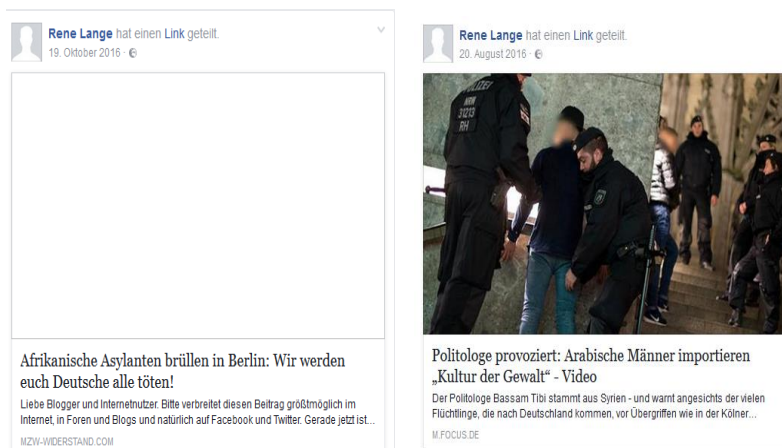 Rene Lange hat einen Link geteilt.
19. Oktober 2016 ·
Afrikanische Asylanten brüllen in Berlin: Wir werden
euch Deutsche alle töten!
Liebe Blogger und Internetnutzer. Bitte verbreitet diesen Beitrag größtmöglich im
Internet, in Foren und Blogs und natürlich auf Facebook und Twitter. Gerade jetzt ist...
MZW-WIDERSTAND.COM
Rene Lange hat einen Link geteilt.
20. August 2016 ·
POLIZEI
NRW
31213
RH
Politologe provoziert: Arabische Männer importieren
„Kultur der Gewalt“ - Video
Der Politologe Bassam Tibi stammt aus Syrien - und warnt angesichts der vielen
Flüchtlinge, die nach Deutschland kommen, vor Übergriffen wie in der Kölner...
M.FOCUS.DE